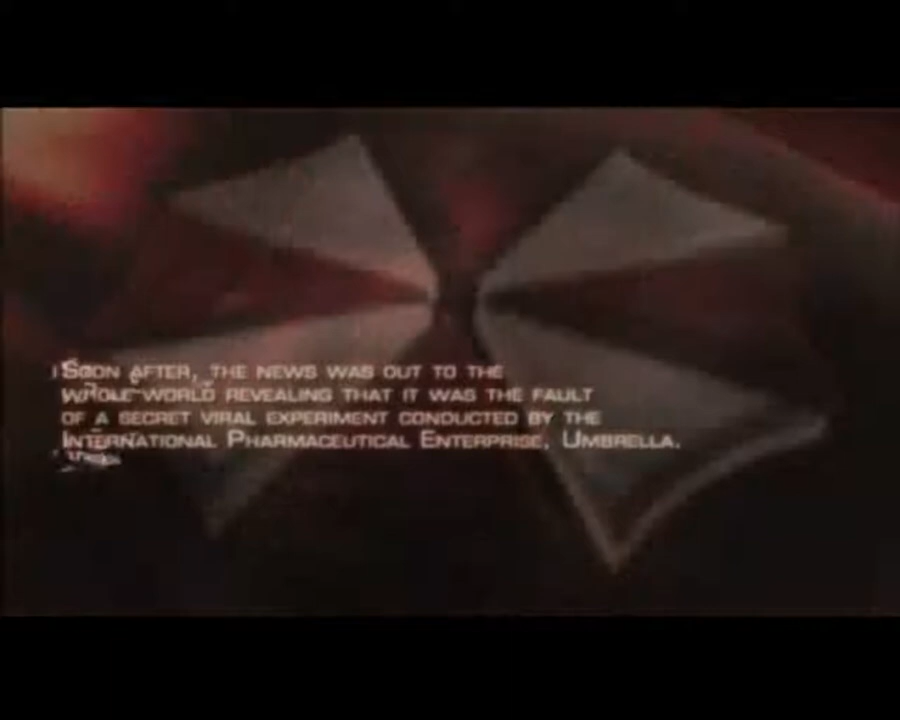 Soon after, the news was out to the
whole world revealing that it was the fault
of a secret viral experiment conducted by the
International Pharmaceutical Enterprise, Umbrella.